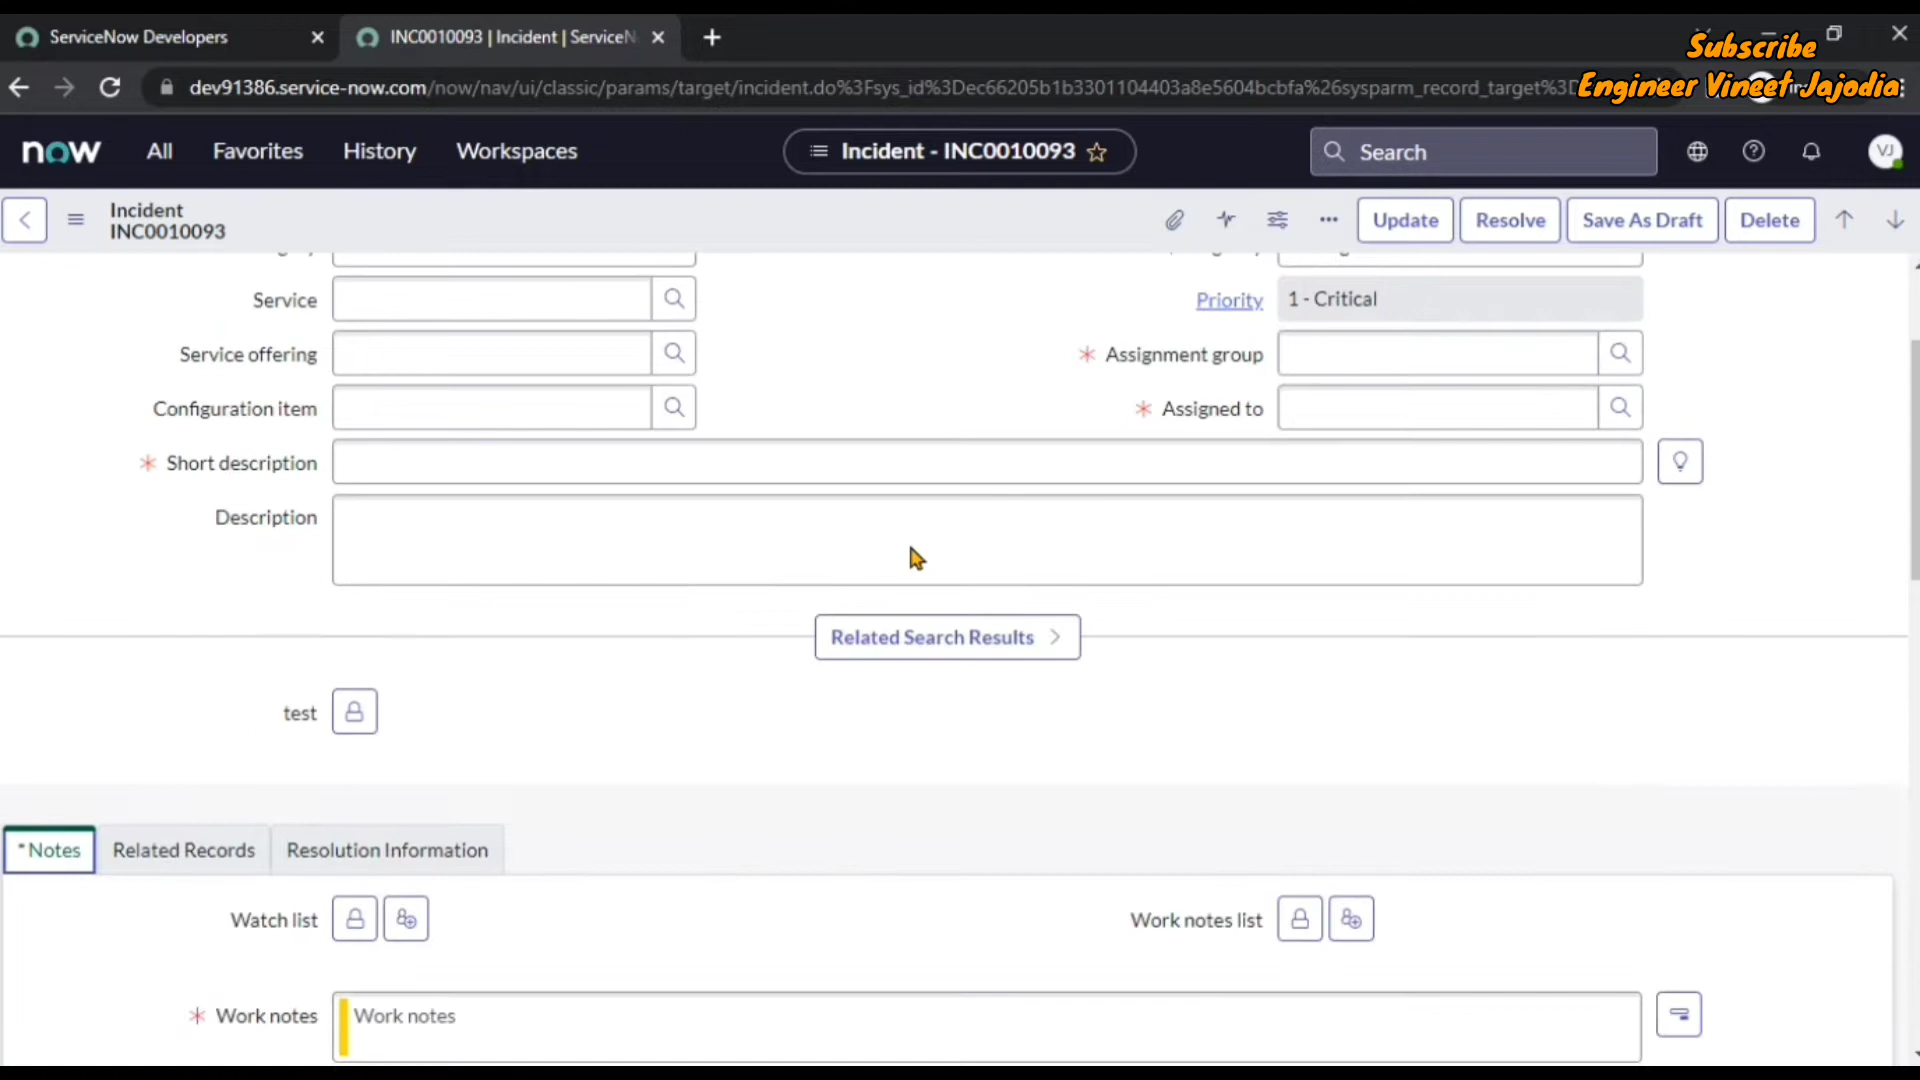 ServiceNow Developers
INC0010093 | Incident | ServiceN
Subscribe
Engineer Vineet Jajodia
dev91386.service-now.com/now/nav/ui/classic/params/target/incident.do%3Fsys_id%3Dec66205b1b3301104403a8e5604bcbfa%26sysparm_record_target%3D
now
All
Favorites
History
Workspaces
Incident - INC0010093
Search
VJ
Incident
INC0010093
Update
Resolve
Save As Draft
Delete
Service
Priority
1 - Critical
Service offering
* Assignment group
Configuration item
* Assigned to
* Short description
Description
Related Search Results
test
* Notes
Related Records
Resolution Information
Watch list
Work notes list
* Work notes
Work notes